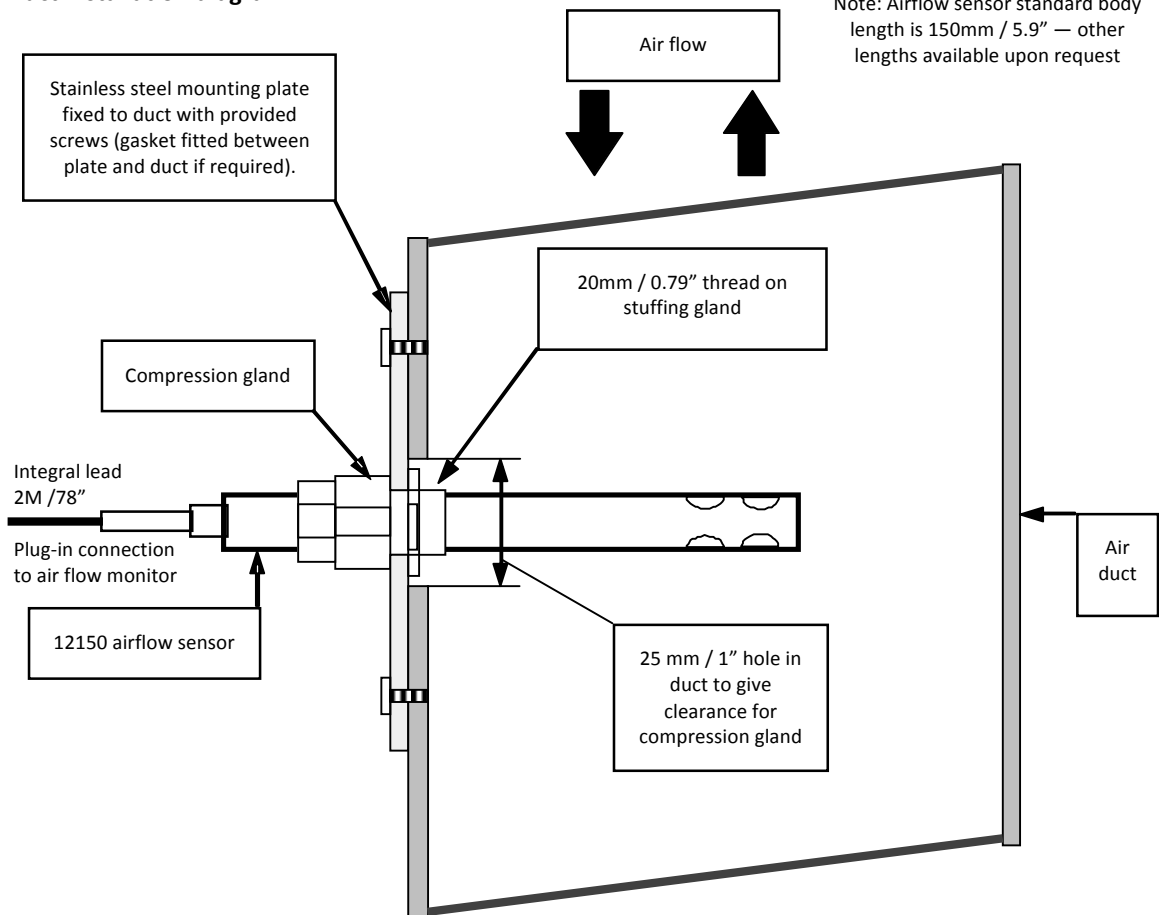 Note: Airflow sensor standard body
length is 150mm / 5.9” — other
lengths available upon request
Air flow
Stainless steel mounting plate
fixed to duct with provided
screws (gasket fitted between
plate and duct if required).
20mm / 0.79” thread on
stuffing gland
Compression gland
Integral lead
2M /78”
Plug-in connection
to air flow monitor
12150 airflow sensor
25 mm / 1” hole in
duct to give
clearance for
compression gland
Air
duct